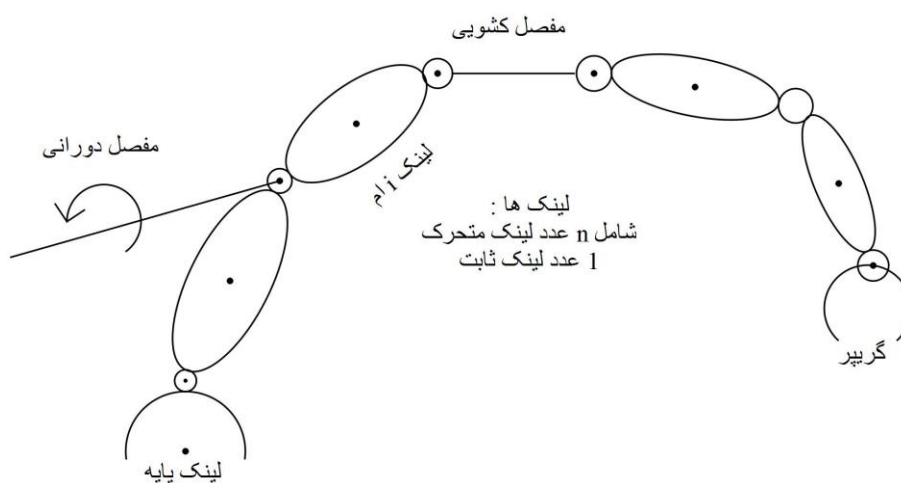 مفصل کشویی
مفصل دورانی
لینک i ام
لینک ها :
شامل n عدد لینک متحرک
1 عدد لینک ثابت
گریپر
لینک پایه